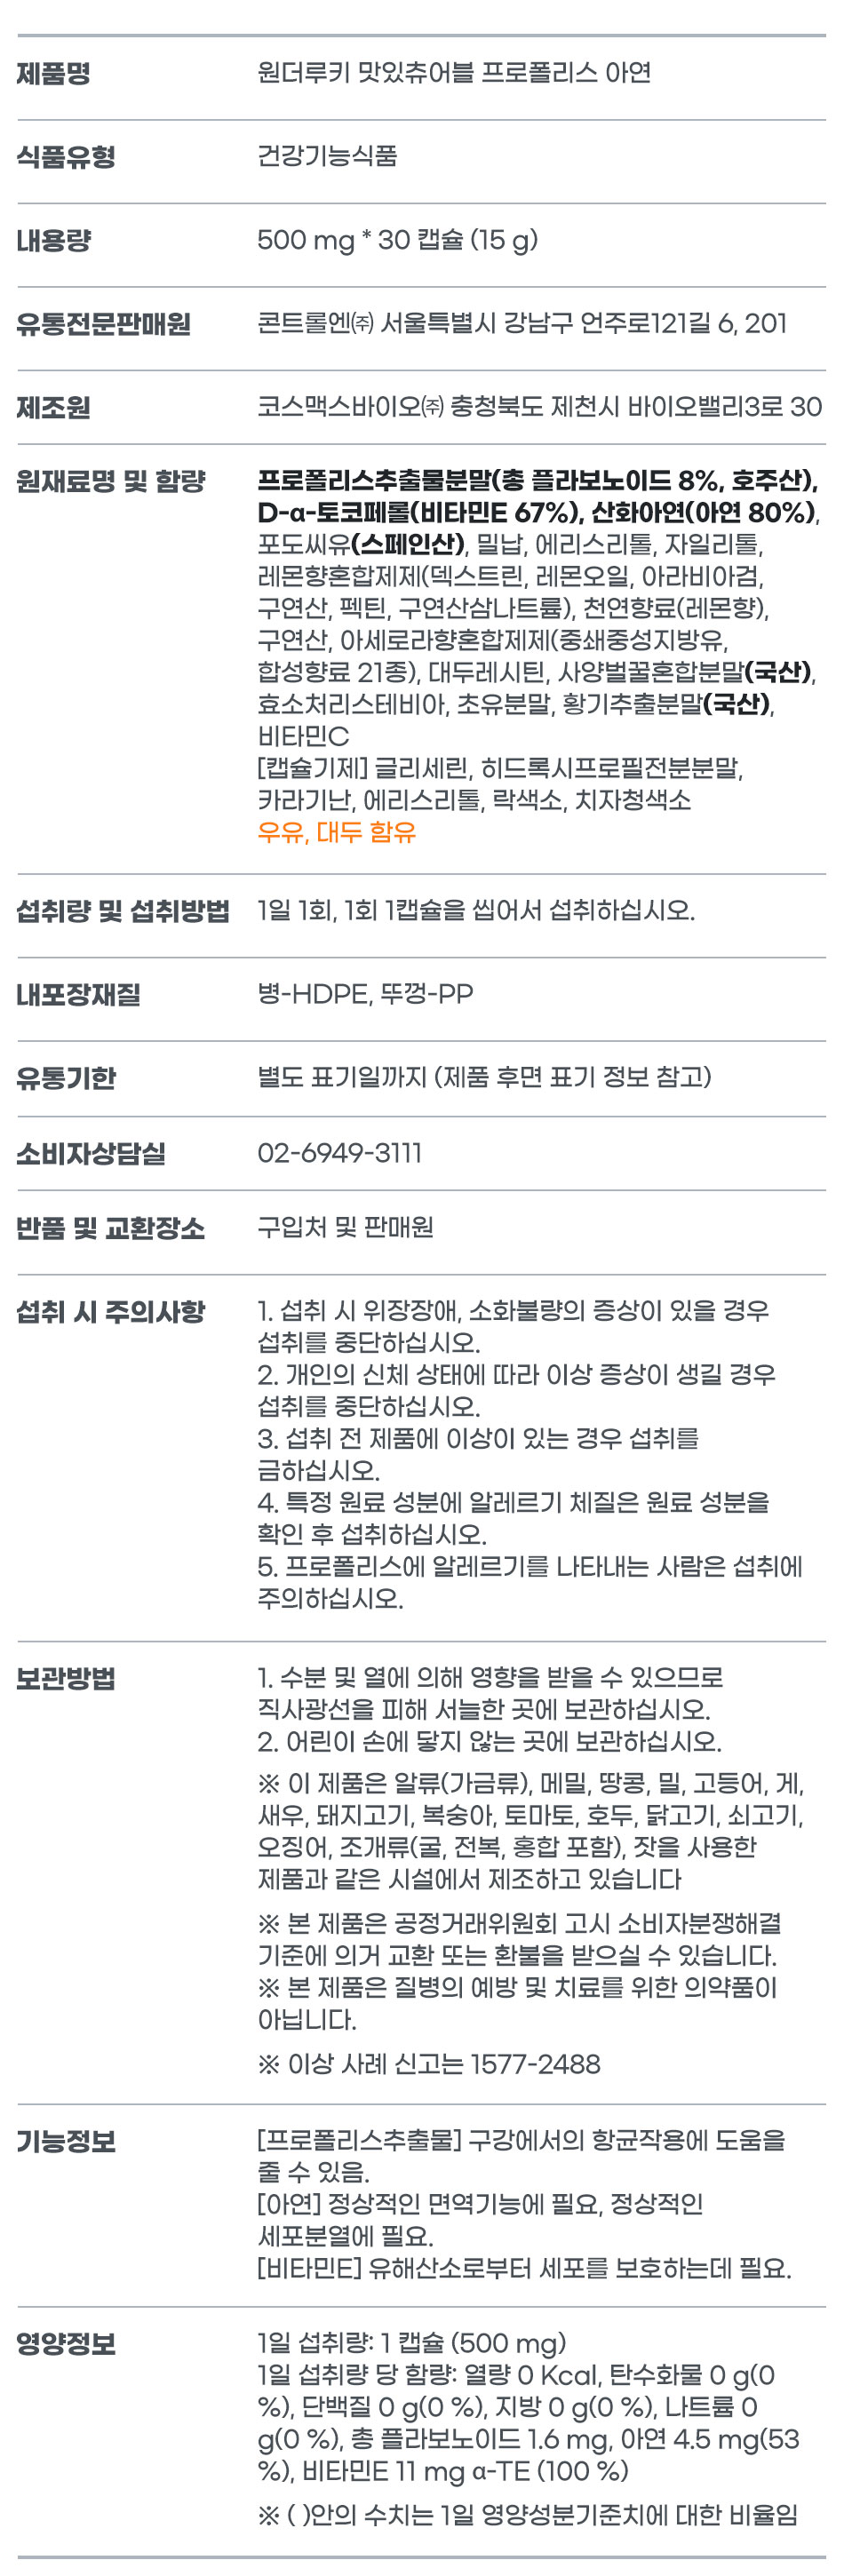 제품명 원더루키 맛있츄어블 프로폴리스 아연
식품유형 건강기능식품
내용량 500 mg * 30 캡슐 (15 g)
유통전문판매원 콘트롤엔㈜ 서울특별시 강남구 언주로121길 6, 201
제조원 코스맥스바이오㈜ 충청북도 제천시 바이오밸리3로 30
원재료명 및 함량 프로폴리스추출물분말(총 플라보노이드 8%, 호주산),
D-α-토코페롤(비타민E 67%), 산화아연(아연 80%),
포도씨유(스페인산), 밀납, 에리스리톨, 자일리톨,
레몬향혼합제제(덱스트린, 레몬오일, 아라비아검,
구연산, 펙틴, 구연산삼나트륨), 천연향료(레몬향),
구연산, 아세로라향혼합제제(중쇄중성지방유,
합성향료 21종), 대두레시틴, 사양벌꿀혼합분말(국산),
효소처리스테비아, 초유분말, 황기추출분말(국산),
비타민C
[캡슐기제] 글리세린, 히드록시프로필전분분말,
카라기난, 에리스리톨, 락색소, 치자청색소
우유, 대두 함유
섭취량 및 섭취방법 1일 1회, 1회 1캡슐을 씹어서 섭취하십시오.
내포장재질 병-HDPE, 뚜껑-PP
유통기한 별도 표기일까지 (제품 후면 표기 정보 참고)
소비자상담실 02-6949-3111
반품 및 교환장소 구입처 및 판매원
섭취 시 주의사항 1. 섭취 시 위장장애, 소화불량의 증상이 있을 경우
섭취를 중단하십시오.
2. 개인의 신체 상태에 따라 이상 증상이 생길 경우
섭취를 중단하십시오.
3. 섭취 전 제품에 이상이 있는 경우 섭취를
금하십시오.
4. 특정 원료 성분에 알레르기 체질은 원료 성분을
확인 후 섭취하십시오.
5. 프로폴리스에 알레르기를 나타내는 사람은 섭취에
주의하십시오.
보관방법 1. 수분 및 열에 의해 영향을 받을 수 있으므로
직사광선을 피해 서늘한 곳에 보관하십시오.
2. 어린이 손에 닿지 않는 곳에 보관하십시오.
※ 이 제품은 알류(가금류), 메밀, 땅콩, 밀, 고등어, 게,
새우, 돼지고기, 복숭아, 토마토, 호두, 닭고기, 쇠고기,
오징어, 조개류(굴, 전복, 홍합 포함), 잣을 사용한
제품과 같은 시설에서 제조하고 있습니다
※ 본 제품은 공정거래위원회 고시 소비자분쟁해결
기준에 의거 교환 또는 환불을 받으실 수 있습니다.
※ 본 제품은 질병의 예방 및 치료를 위한 의약품이
아닙니다.
※ 이상 사례 신고는 1577-2488
기능정보 [프로폴리스추출물] 구강에서의 항균작용에 도움을
줄 수 있음.
[아연] 정상적인 면역기능에 필요, 정상적인
세포분열에 필요.
[비타민E] 유해산소로부터 세포를 보호하는데 필요.
영양정보 1일 섭취량: 1 캡슐 (500 mg)
1일 섭취량 당 함량: 열량 0 Kcal, 탄수화물 0 g(0
%), 단백질 0 g(0 %), 지방 0 g(0 %), 나트륨 0
g(0 %), 총 플라보노이드 1.6 mg, 아연 4.5 mg(53
%), 비타민E 11 mg α-TE (100 %)
※ ( )안의 수치는 1일 영양성분기준치에 대한 비율임